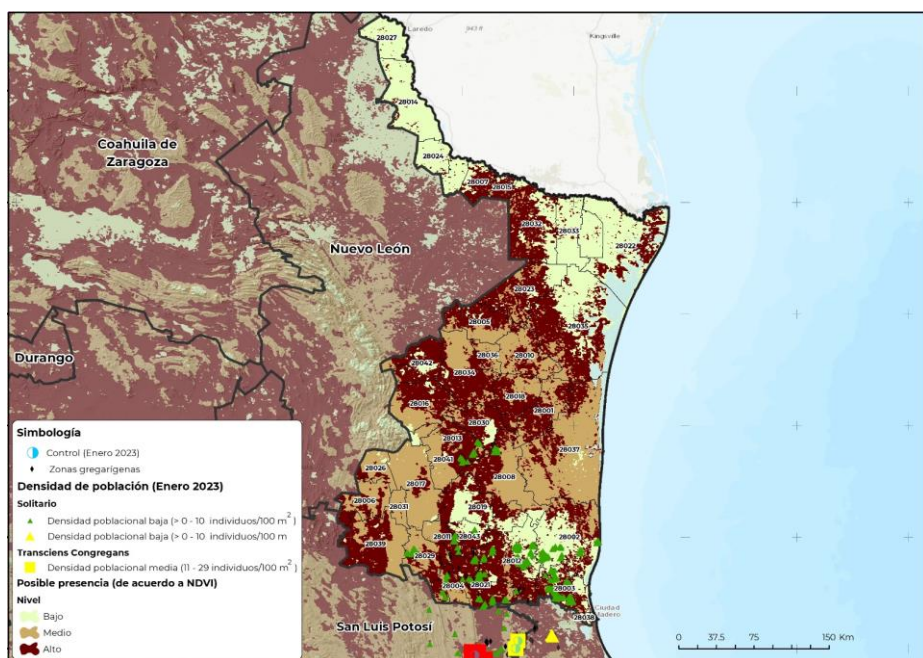 Laredo
943 ft
Kingsville
28027
28014
Coahuila de
Zaragoza
28024
28007
28015
Nuevo León
28032
28033
28022
28023
28005
28035
Durango
28042
28036
28010
28034
28016
28018
28001
28030
28013
28037
28041
28026
28017
28008
28006
28031
28019
28011
28043
28002
28039
28029
28012
28004
28021
28003
28038
Ciudad
Madero
San Luis Potosí
Simbología
Control (Enero 2023)
Zonas gregarígenas
Densidad de población (Enero 2023)
Solitario
Densidad poblacional baja (> 0 - 10 individuos/100 m²)
Densidad poblacional baja (> 0 - 10 individuos/100 m
Transciens Congregans
Densidad poblacional media (11 - 29 individuos/100 m²)
Posible presencia (de acuerdo a NDVI)
Nivel
Bajo
Medio
Alto
0 37.5 75 150 Km